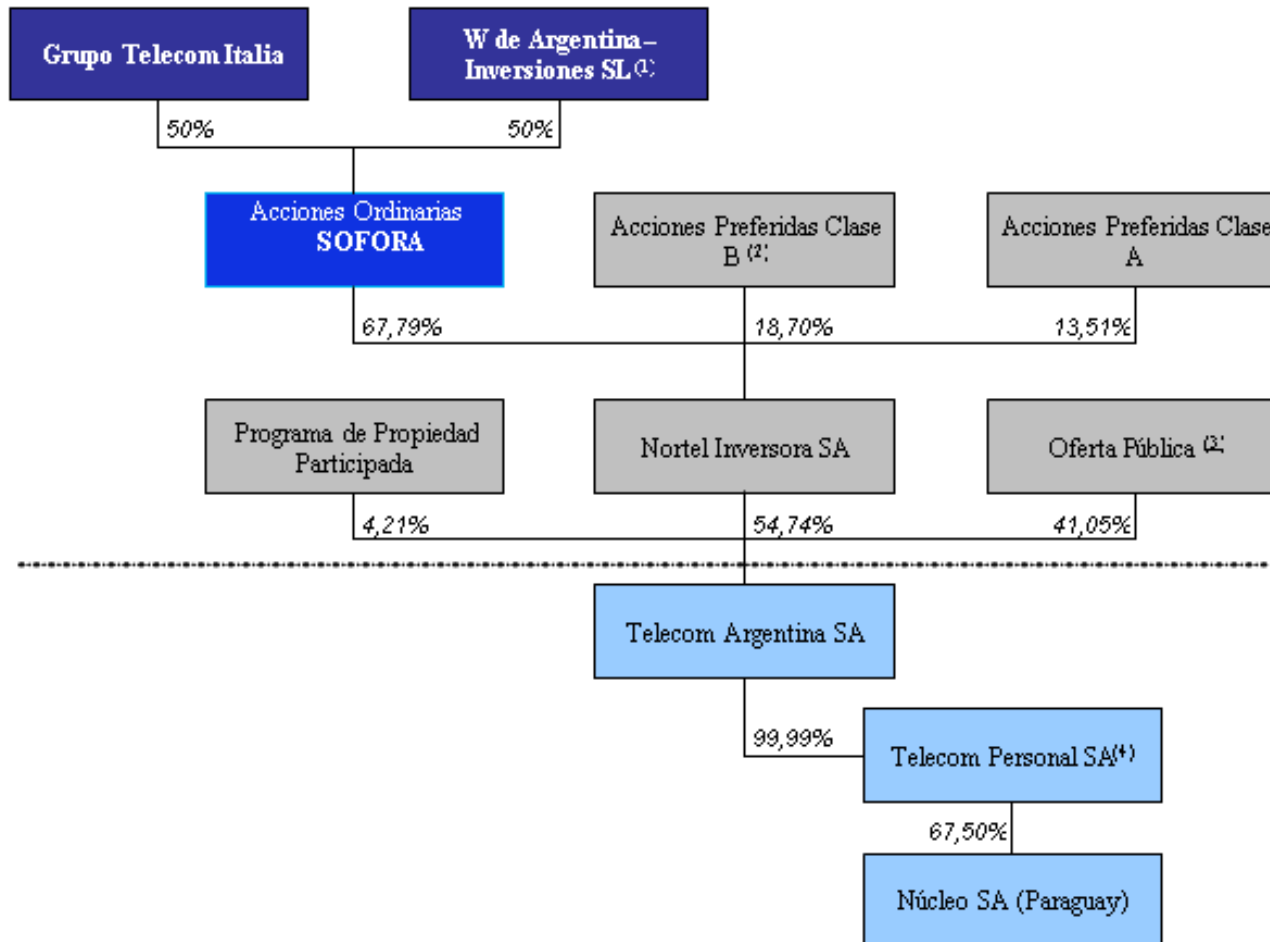 Grupo Telecom Italia
W de Argentina–
Inversiones SL (1)
50%
50%
Acciones Ordinarias
SOFORA
Acciones Preferidas Clase
B (2)
Acciones Preferidas Clase
A
67,79%
18,70%
13,51%
Programa de Propiedad
Participada
Nortel Inversora SA
Oferta Pública (3)
4,21%
54,74%
41,05%
Telecom Argentina SA
99,99%
Telecom Personal SA(4)
67,50%
Núcleo SA (Paraguay)